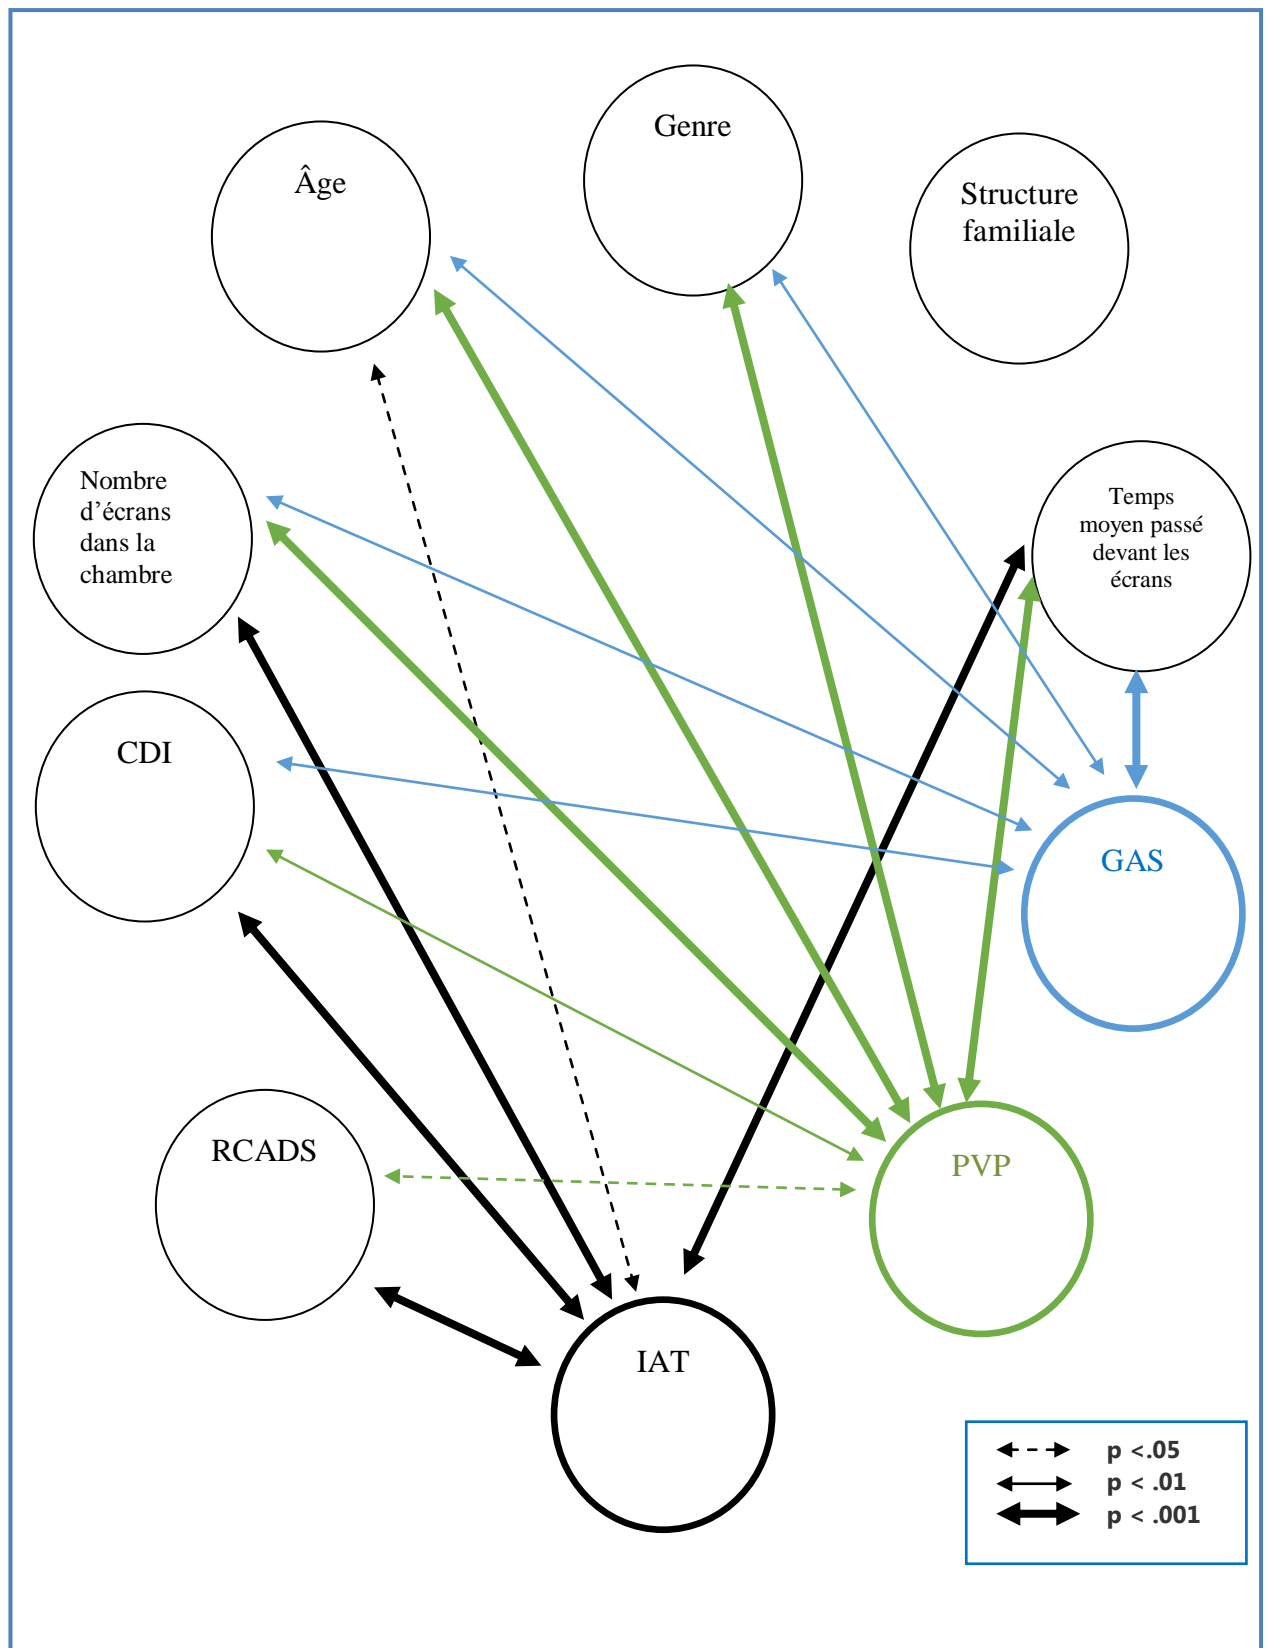 Genre
Âge
Structure
familiale
Nombre
d’écrans
dans la
chambre
Temps
moyen passé
devant les
écrans
CDI
GAS
RCADS
PVP
IAT
p <.05
p < .01
p < .001